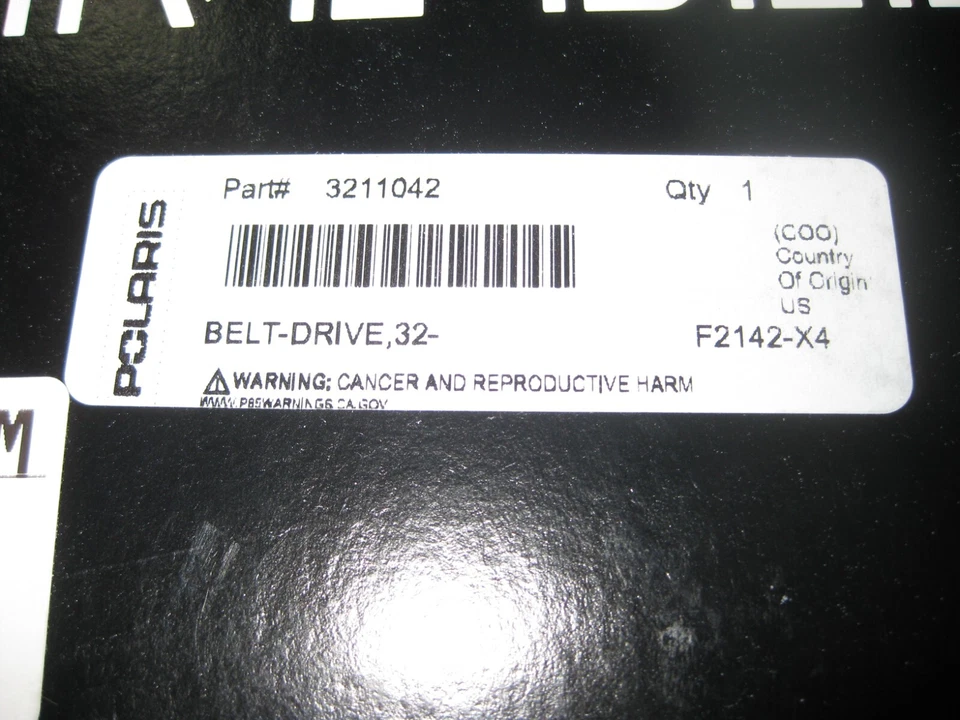 Part# 3211042 Qty 1
POLARIS
(COO)
Country
Of Origin
US
BELT-DRIVE,32- F2142-X4
WARNING: CANCER AND REPRODUCTIVE HARM
WWW.P65WARNINGS.CA.GOV
M